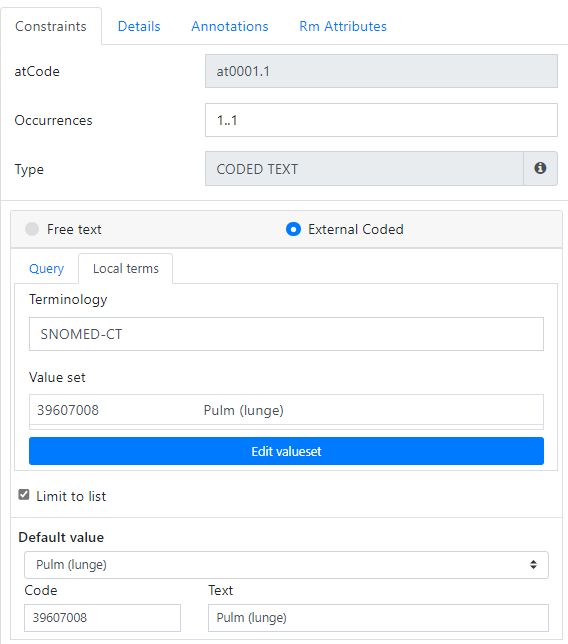 Constraints Details Annotations Rm Attributes
atCode at0001.1
Occurrences 1..1
Type CODED TEXT
Free text External Coded
Query Local terms
Terminology
SNOMED-CT
Value set
39607008 Pulm (lunge)
Edit valueset
Limit to list
Default value
Pulm (lunge)
Code Text
39607008 Pulm (lunge)